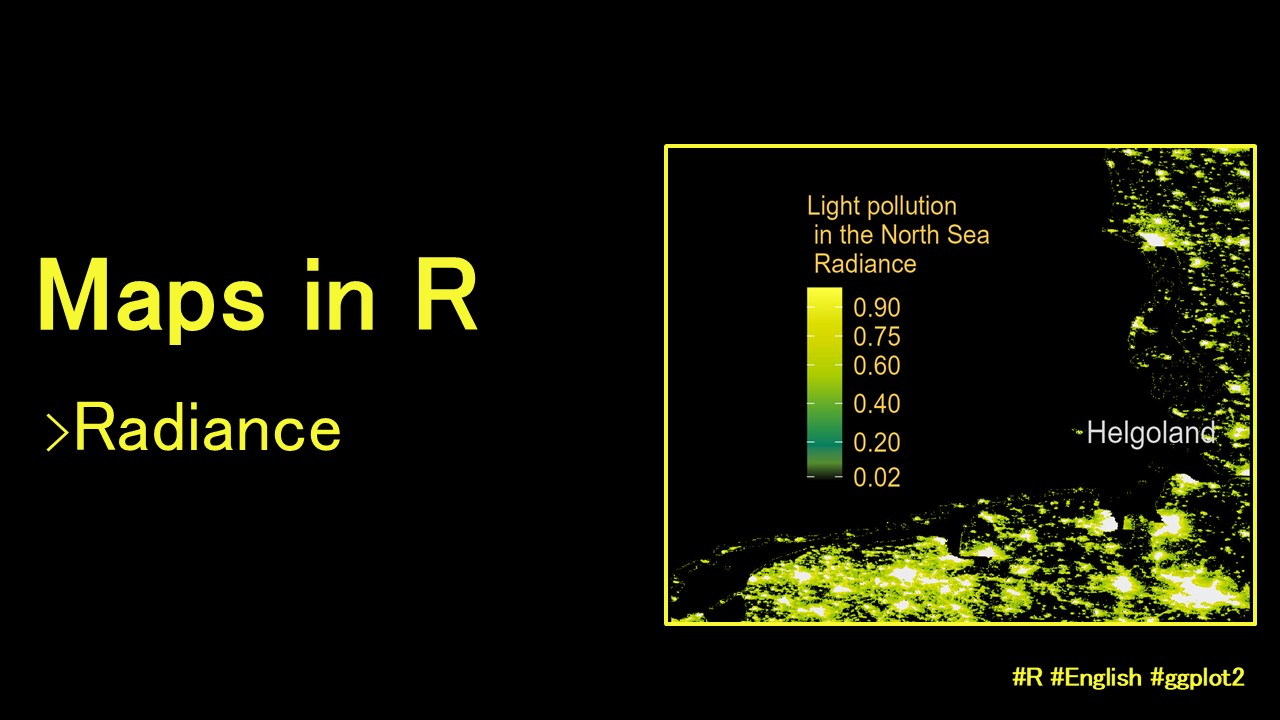 Maps in R
>Radiance
Light pollution
in the North Sea
Radiance
0.90
0.75
0.60
0.40
0.20
0.02
Helgoland
#R #English #ggplot2